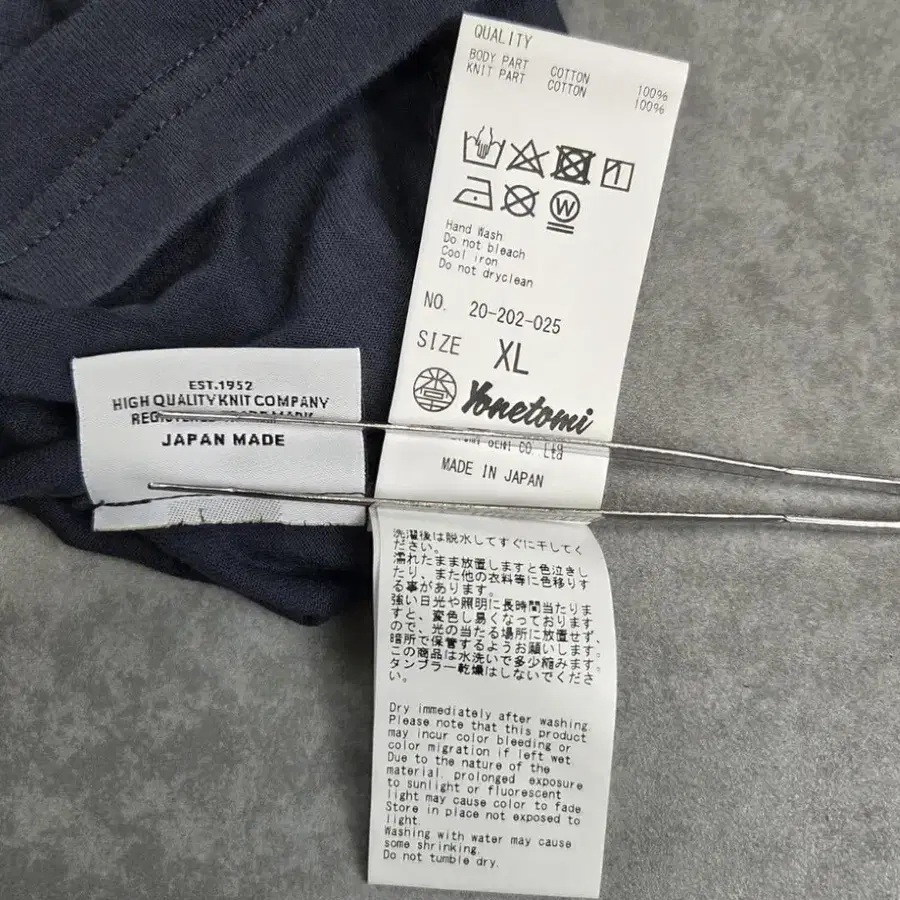 QUALITY
BODY PART COTTON 100%
KNIT PART COTTON 100%
1
W
Hand Wash
Do not bleach
Cool iron
Do not dryclean
NO. 20-202-025
SIZE XL
Yonetomi
CO., Ltd
MADE IN JAPAN
EST.1952
HIGH QUALITY KNIT COMPANY
REGISTERED TRADE MARK
JAPAN MADE
洗濯後は脱水してすぐに干してく
ださい。
濡れたまま放置しますと色泣きし
たり、また他の衣料等に色移りす
る事があります。
強い日光や照明に長時間当たりま
すと、変色し易くなっております
ので、光の当たる場所に放置せず、
暗所で保管するようお願いします。
この商品は水洗いで多少縮みます。
タンブラー乾燥はしないでくださ
い。
Dry immediately after washing.
Please note that this product
may incur color bleeding or
color migration if left wet
Due to the nature of the
material, prolonged exposure
to sunlight or fluorescent
light may cause color to fade
Store in place not exposed to
light.
Washing with water may cause
some shrinking.
Do not tumble dry.